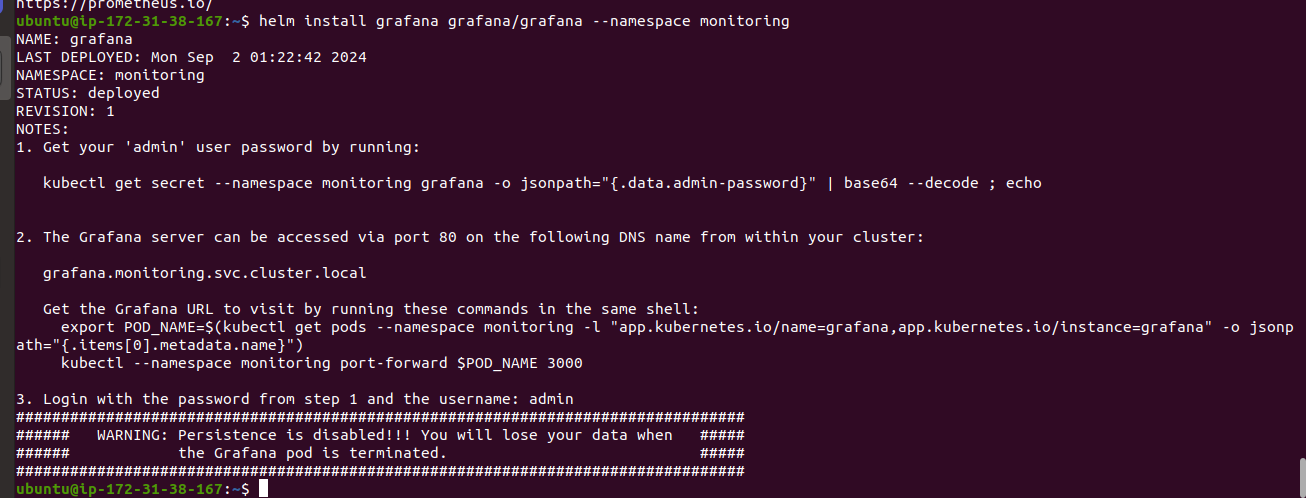 https://prometheus.io/
ubuntu@ip-172-31-38-167:~$ helm install grafana grafana/grafana --namespace monitoring
NAME: grafana
LAST DEPLOYED: Mon Sep  2 01:22:42 2024
NAMESPACE: monitoring
STATUS: deployed
REVISION: 1
NOTES:
1. Get your 'admin' user password by running:
   kubectl get secret --namespace monitoring grafana -o jsonpath="{.data.admin-password}" | base64 --decode ; echo
2. The Grafana server can be accessed via port 80 on the following DNS name from within your cluster:
   grafana.monitoring.svc.cluster.local
   Get the Grafana URL to visit by running these commands in the same shell:
     export POD_NAME=$(kubectl get pods --namespace monitoring -l "app.kubernetes.io/name=grafana,app.kubernetes.io/instance=grafana" -o jsonp
ath="{.items[0].metadata.name}")
     kubectl --namespace monitoring port-forward $POD_NAME 3000
3. Login with the password from step 1 and the username: admin
#################################################################################
######   WARNING: Persistence is disabled!!! You will lose your data when   #####
######            the Grafana pod is terminated.                            #####
#################################################################################
ubuntu@ip-172-31-38-167:~$